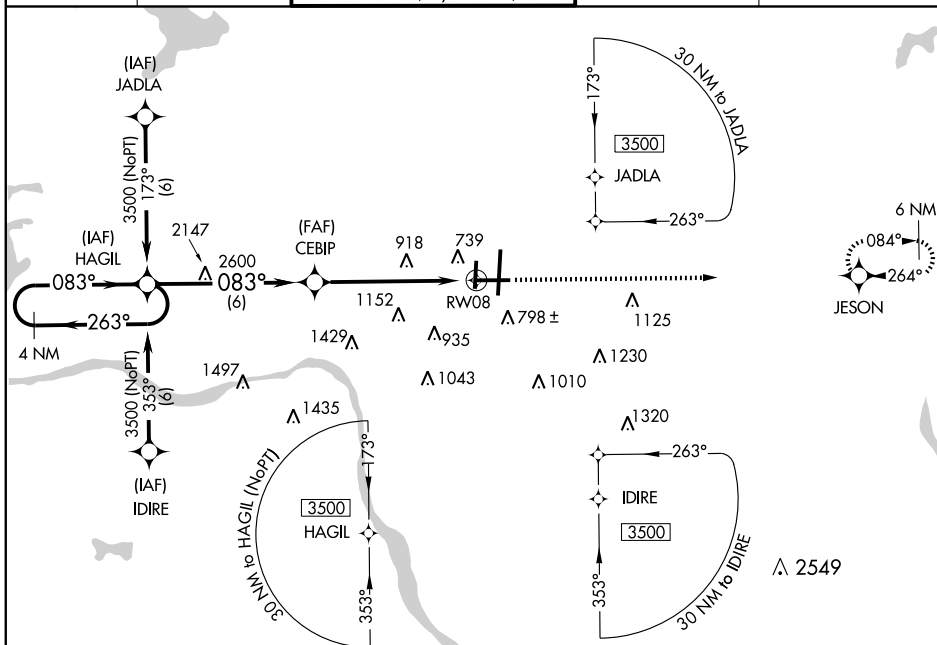 (IAF)
JADLA
3500 (NoPT)
173°
(6)
(IAF)
HAGIL
2147
2600
083°
083°
(6)
263°
4 NM
3500 (NoPT)
353°
(6)
(IAF)
IDIRE
(FAF)
CEBIP
918
739
RW08
1152
935
798 ±
1429
1043
1010
1125
1230
1497
1435
1320
173°
30 NM to JADLA
3500
JADLA
263°
6 NM
084°
264°
JESON
30 NM to HAGIL (NoPT)
173°
3500
HAGIL
353°
263°
IDIRE
3500
353°
30 NM to IDIRE
2549